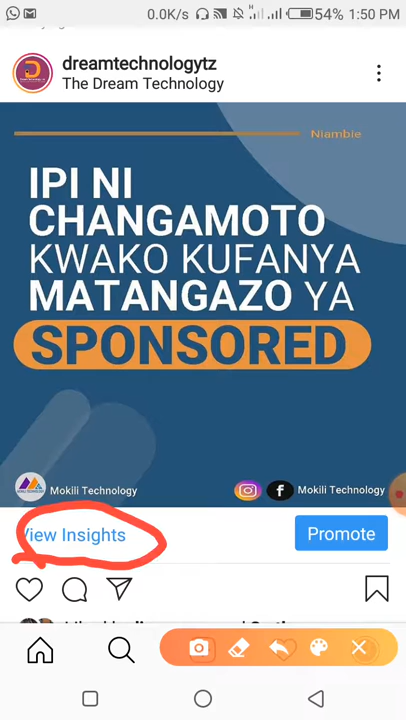 0.0K/s 54% 1:50 PM
dreamtechnologytz
The Dream Technology
Niambie
IPI NI
CHANGAMOTO
KWAKO KUFANYA
MATANGAZO YA
SPONSORED
Mokili Technology
Mokili Technology
View Insights
Promote